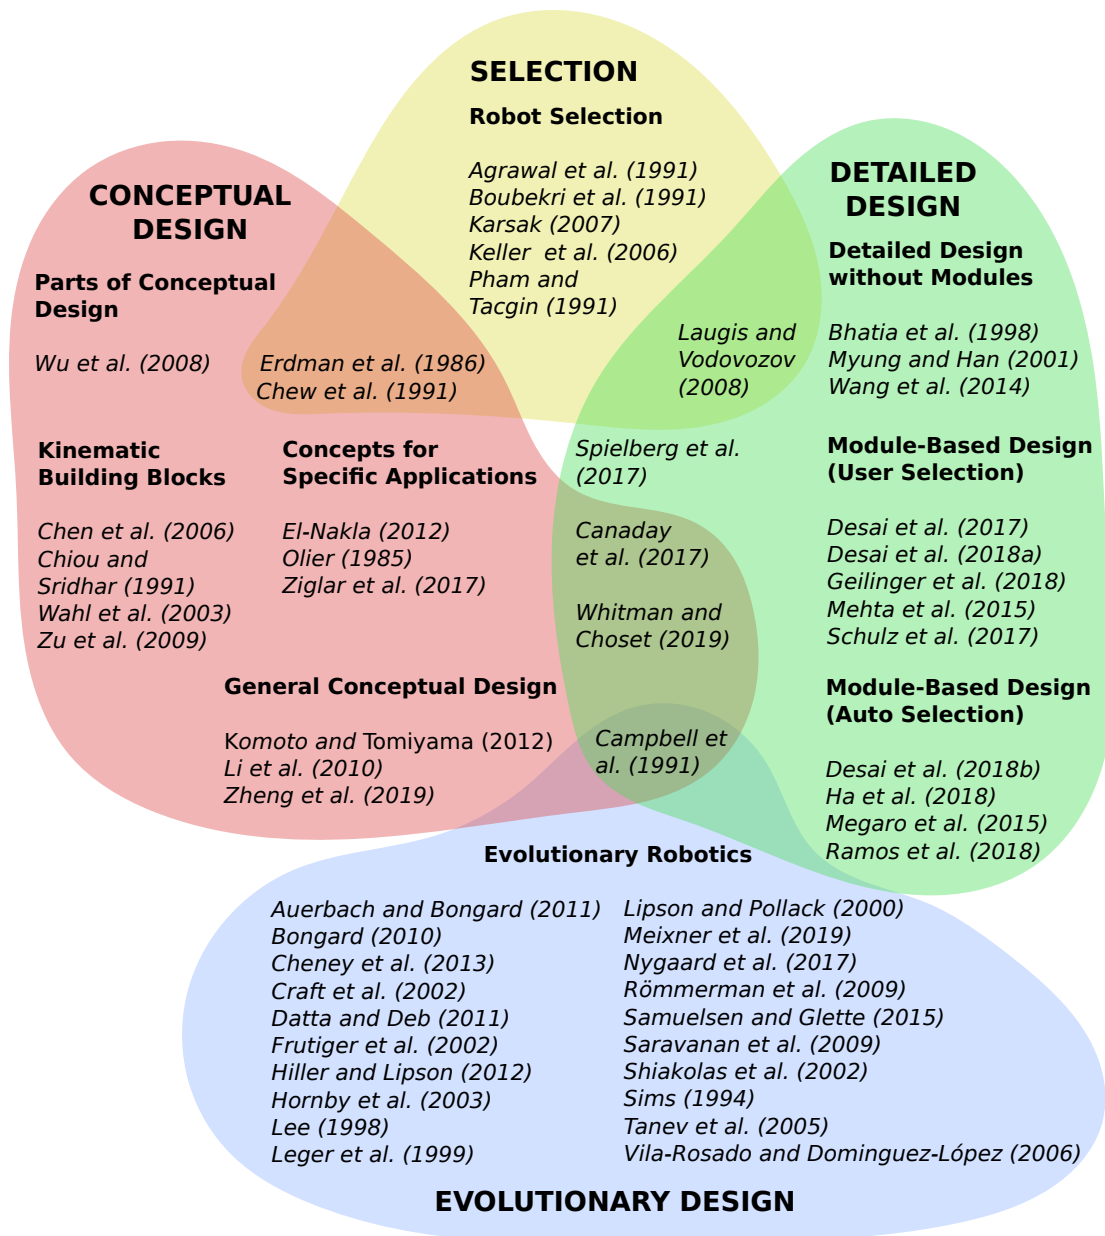 SELECTION
Robot Selection
Agrawal et al. (1991)
Boubekri et al. (1991)
Karsak (2007)
Keller  et al. (2006)
Pham and
Tacgin (1991)
CONCEPTUAL
DESIGN
Parts of Conceptual
Design
Wu et al. (2008)
Erdman et al. (1986)
Chew et al. (1991)
Kinematic
Building Blocks
Chen et al. (2006)
Chiou and
Sridhar (1991)
Wahl et al. (2003)
Zu et al. (2009)
Concepts for
Specific Applications
El-Nakla (2012)
Olier (1985)
Ziglar et al. (2017)
General Conceptual Design
Komoto and Tomiyama (2012)
Li et al. (2010)
Zheng et al. (2019)
Laugis and
Vodovozov
(2008)
Spielberg et al.
(2017)
Canaday
et al. (2017)
Whitman and
Choset (2019)
Campbell et
al. (1991)
DETAILED
DESIGN
Detailed Design
without Modules
Bhatia et al. (1998)
Myung and Han (2001)
Wang et al. (2014)
Module-Based Design
(User Selection)
Desai et al. (2017)
Desai et al. (2018a)
Geilinger et al. (2018)
Mehta et al. (2015)
Schulz et al. (2017)
Module-Based Design
(Auto Selection)
Desai et al. (2018b)
Ha et al. (2018)
Megaro et al. (2015)
Ramos et al. (2018)
Evolutionary Robotics
Auerbach and Bongard (2011)
Bongard (2010)
Cheney et al. (2013)
Craft et al. (2002)
Datta and Deb (2011)
Frutiger et al. (2002)
Hiller and Lipson (2012)
Hornby et al. (2003)
Lee (1998)
Leger et al. (1999)
Lipson and Pollack (2000)
Meixner et al. (2019)
Nygaard et al. (2017)
Römmerman et al. (2009)
Samuelsen and Glette (2015)
Saravanan et al. (2009)
Shiakolas et al. (2002)
Sims (1994)
Tanev et al. (2005)
Vila-Rosado and Dominguez-López (2006)
EVOLUTIONARY DESIGN